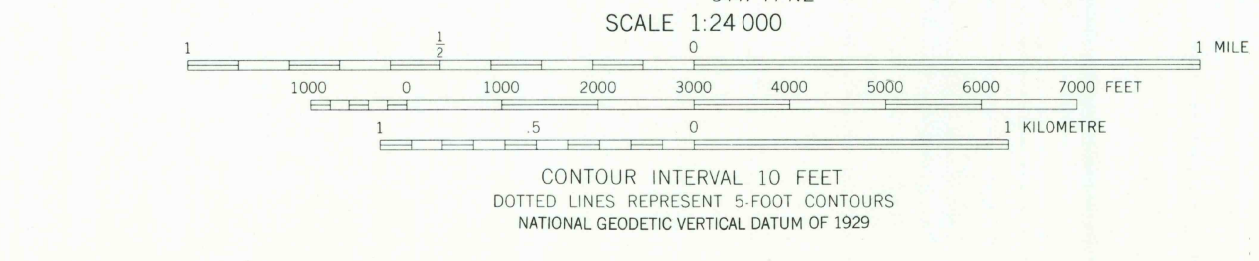 SCALE 1:24 000
1 1/2 0 1 MILE
1000 0 1000 2000 3000 4000 5000 6000 7000 FEET
1 .5 0 1 KILOMETRE
CONTOUR INTERVAL 10 FEET
DOTTED LINES REPRESENT 5-FOOT CONTOURS
NATIONAL GEODETIC VERTICAL DATUM OF 1929